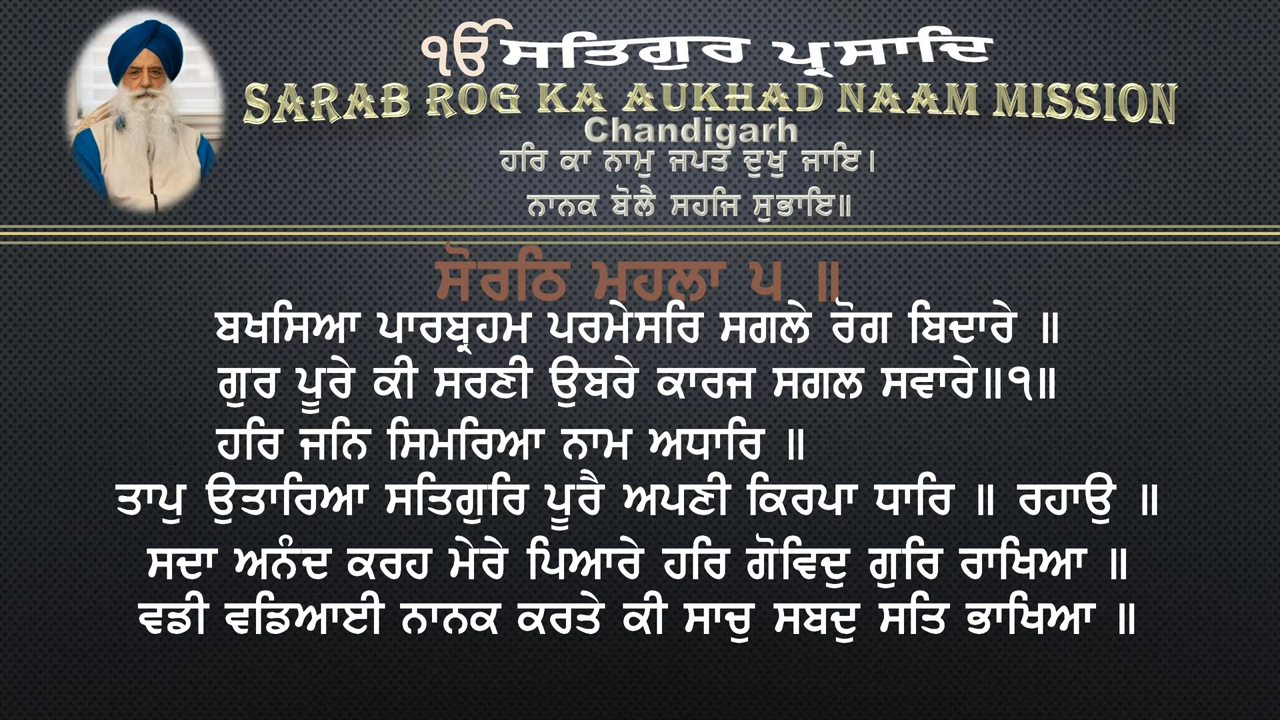 ੴ ਸਤਿਗੁਰ ਪ੍ਰਸਾਦਿ
SARAB ROG KA AUKHAD NAAM MISSION
Chandigarh
ਹਰਿ ਕਾ ਨਾਮੁ ਜਪਤ ਦੁਖੁ ਜਾਇ।
ਨਾਨਕ ਬੋਲੈ ਸਹਜਿ ਸੁਭਾਇ॥
ਸੋਰਠਿ ਮਹਲਾ ੫ ॥
ਬਖਸਿਆ ਪਾਰਬ੍ਰਹਮ ਪਰਮੇਸਰਿ ਸਗਲੇ ਰੋਗ ਬਿਦਾਰੇ ॥
ਗੁਰ ਪੂਰੇ ਕੀ ਸਰਣੀ ਉਬਰੇ ਕਾਰਜ ਸਗਲ ਸਵਾਰੇ॥੧॥
ਹਰਿ ਜਨਿ ਸਿਮਰਿਆ ਨਾਮ ਅਧਾਰਿ ॥
ਤਾਪੁ ਉਤਾਰਿਆ ਸਤਿਗੁਰਿ ਪੂਰੈ ਅਪਣੀ ਕਿਰਪਾ ਧਾਰਿ ॥ ਰਹਾਉ ॥
ਸਦਾ ਅਨੰਦ ਕਰਹ ਮੇਰੇ ਪਿਆਰੇ ਹਰਿ ਗੋਵਿਦੁ ਗੁਰਿ ਰਾਖਿਆ ॥
ਵਡੀ ਵਡਿਆਈ ਨਾਨਕ ਕਰਤੇ ਕੀ ਸਾਚੁ ਸਬਦੁ ਸਤਿ ਭਾਖਿਆ ॥